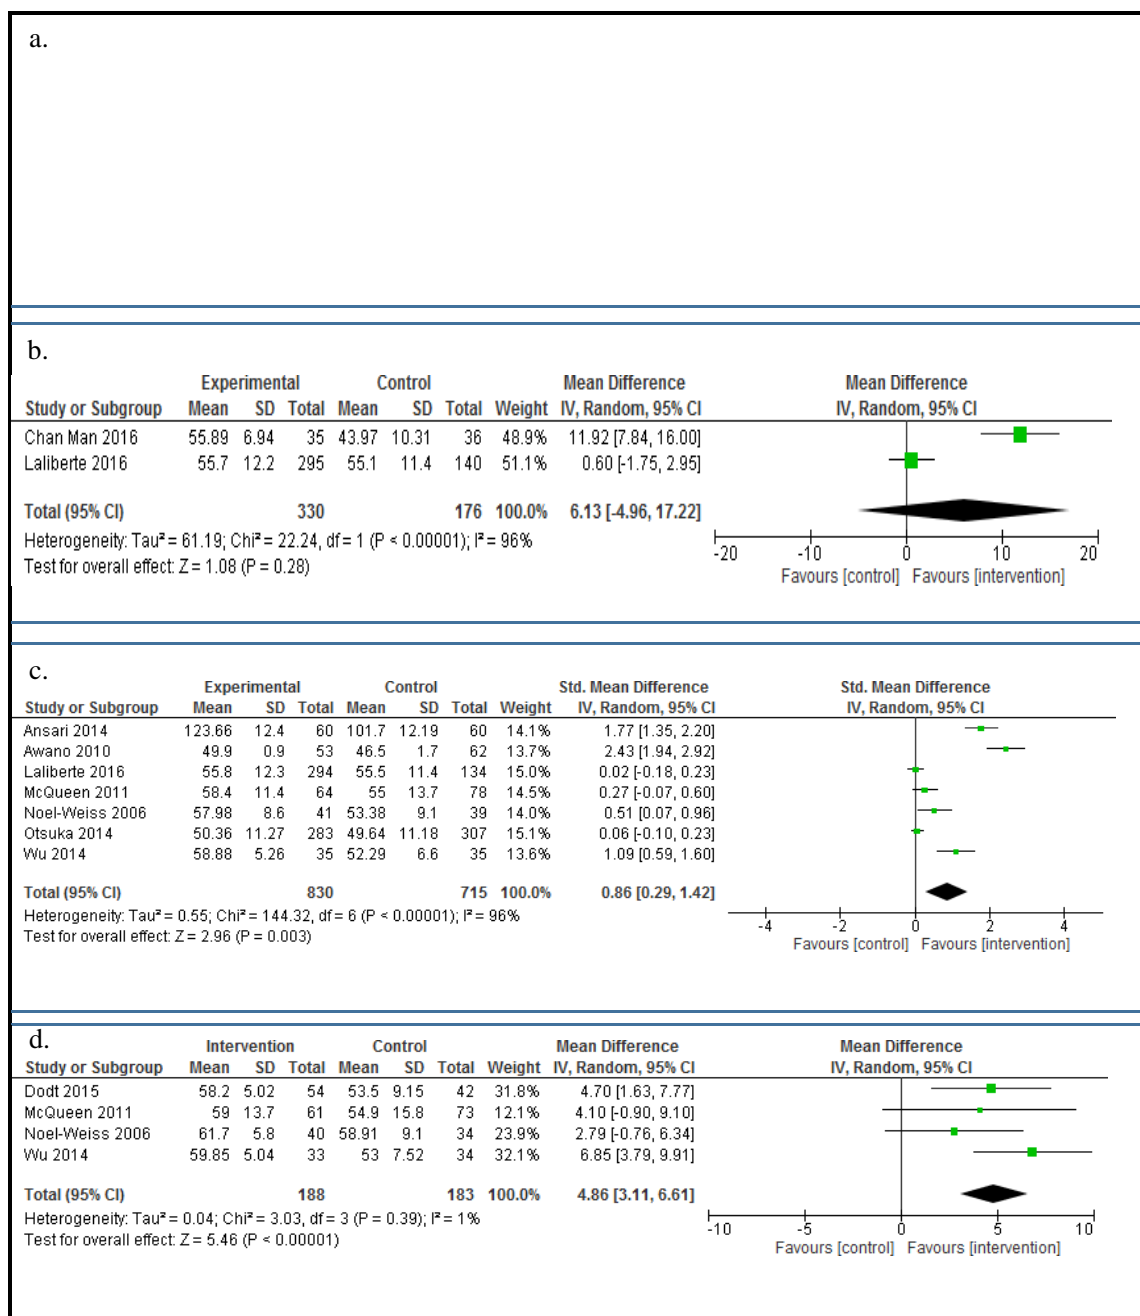 a.
b.
Experimental Control Mean Difference Mean Difference
Study or Subgroup Mean SD Total Mean SD Total Weight IV, Random, 95% CI IV, Random, 95% CI
Chan Man 2016 55.89 6.94 35 43.97 10.31 36 48.9% 11.92 [7.84, 16.00]
Laliberte 2016 55.7 12.2 295 55.1 11.4 140 51.1% 0.60 [-1.75, 2.95]
Total (95% CI) 330 176 100.0% 6.13 [-4.96, 17.22]
Heterogeneity: Tau² = 61.19; Chi² = 22.24, df = 1 (P < 0.00001); I² = 96%
Test for overall effect: Z = 1.08 (P = 0.28)
-20 -10 0 10 20
Favours [control] Favours [intervention]
c.
Experimental Control Std. Mean Difference Std. Mean Difference
Study or Subgroup Mean SD Total Mean SD Total Weight IV, Random, 95% CI IV, Random, 95% CI
Ansari 2014 123.66 12.4 60 101.7 12.19 60 14.1% 1.77 [1.35, 2.20]
Awano 2010 49.9 0.9 53 46.5 1.7 62 13.7% 2.43 [1.94, 2.92]
Laliberte 2016 55.8 12.3 294 55.5 11.4 134 15.0% 0.02 [-0.18, 0.23]
McQueen 2011 58.4 11.4 64 55 13.7 78 14.5% 0.27 [-0.07, 0.60]
Noel-Weiss 2006 57.98 8.6 41 53.38 9.1 39 14.0% 0.51 [0.07, 0.96]
Otsuka 2014 50.36 11.27 283 49.64 11.18 307 15.1% 0.06 [-0.10, 0.23]
Wu 2014 58.88 5.26 35 52.29 6.6 35 13.6% 1.09 [0.59, 1.60]
Total (95% CI) 830 715 100.0% 0.86 [0.29, 1.42]
Heterogeneity: Tau² = 0.55; Chi² = 144.32, df = 6 (P < 0.00001); I² = 96%
Test for overall effect: Z = 2.96 (P = 0.003)
-4 -2 0 2 4
Favours [control] Favours [intervention]
d.
Intervention Control Mean Difference Mean Difference
Study or Subgroup Mean SD Total Mean SD Total Weight IV, Random, 95% CI IV, Random, 95% CI
Dodt 2015 58.2 5.02 54 53.5 9.15 42 31.8% 4.70 [1.63, 7.77]
McQueen 2011 59 13.7 61 54.9 15.8 73 12.1% 4.10 [-0.90, 9.10]
Noel-Weiss 2006 61.7 5.8 40 58.91 9.1 34 23.9% 2.79 [-0.76, 6.34]
Wu 2014 59.85 5.04 33 53 7.52 34 32.1% 6.85 [3.79, 9.91]
Total (95% CI) 188 183 100.0% 4.86 [3.11, 6.61]
Heterogeneity: Tau² = 0.04; Chi² = 3.03, df = 3 (P = 0.39); I² = 1%
Test for overall effect: Z = 5.46 (P < 0.00001)
-10 -5 0 5 10
Favours [control] Favours [intervention]